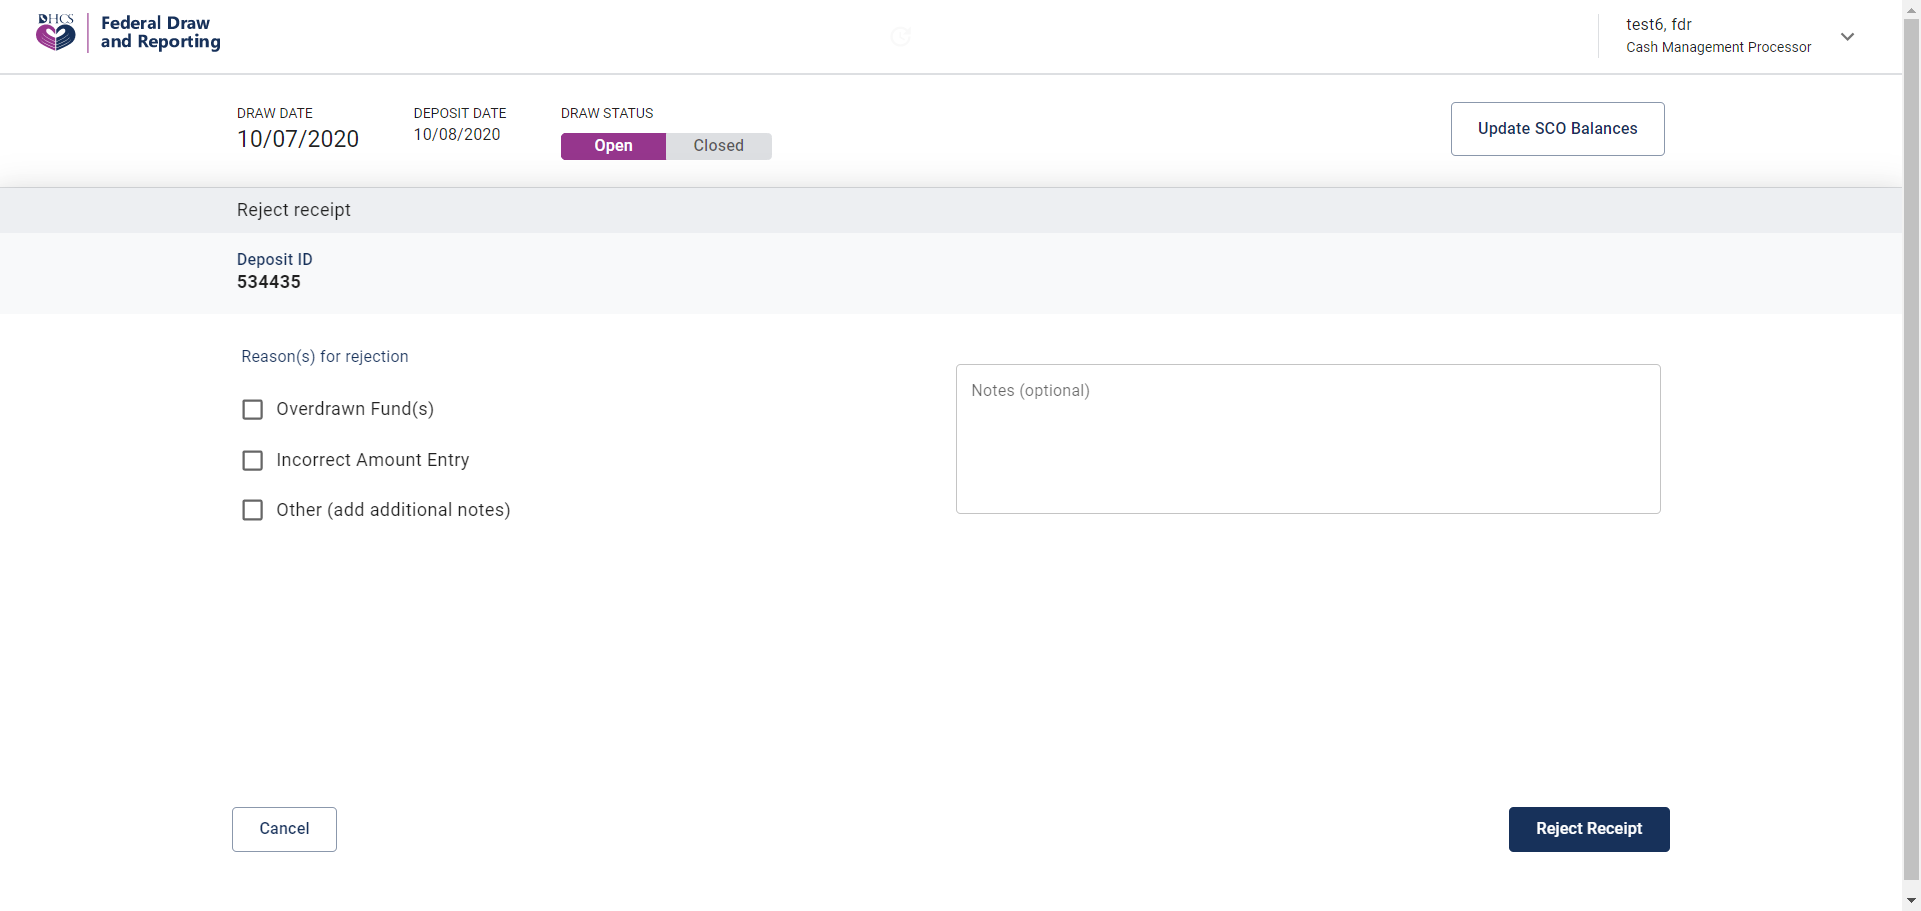 DHCS
Federal Draw
and Reporting
test6, fdr
Cash Management Processor
DRAW DATE
10/07/2020
DEPOSIT DATE
10/08/2020
DRAW STATUS
Open
Closed
Update SCO Balances
Reject receipt
Deposit ID
534435
Reason(s) for rejection
Overdrawn Fund(s)
Incorrect Amount Entry
Other (add additional notes)
Notes (optional)
Cancel
Reject Receipt